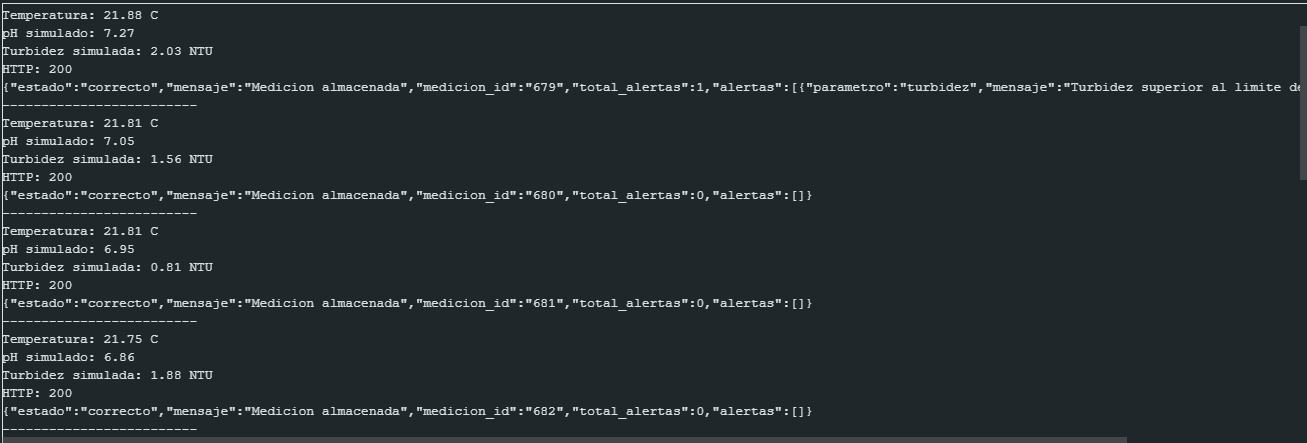 Temperatura: 21.88 C
pH simulado: 7.27
Turbidez simulada: 2.03 NTU
HTTP: 200
{"estado":"correcto","mensaje":"Medicion almacenada","medicion_id":"679","total_alertas":1,"alertas":[{"parametro":"turbidez","mensaje":"Turbidez superior al limite de
-------------------------
Temperatura: 21.81 C
pH simulado: 7.05
Turbidez simulada: 1.56 NTU
HTTP: 200
{"estado":"correcto","mensaje":"Medicion almacenada","medicion_id":"680","total_alertas":0,"alertas":[]}
-------------------------
Temperatura: 21.81 C
pH simulado: 6.95
Turbidez simulada: 0.81 NTU
HTTP: 200
{"estado":"correcto","mensaje":"Medicion almacenada","medicion_id":"681","total_alertas":0,"alertas":[]}
-------------------------
Temperatura: 21.75 C
pH simulado: 6.86
Turbidez simulada: 1.88 NTU
HTTP: 200
{"estado":"correcto","mensaje":"Medicion almacenada","medicion_id":"682","total_alertas":0,"alertas":[]}
-------------------------